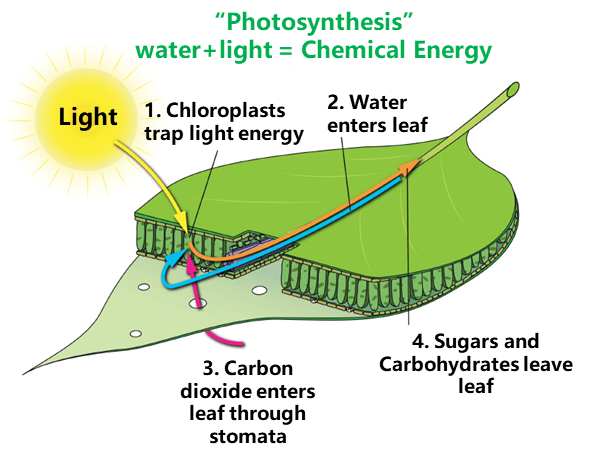 “Photosynthesis”
water+light = Chemical Energy
Light
1. Chloroplasts
trap light energy
2. Water
enters leaf
3. Carbon
dioxide enters
leaf through
stomata
4. Sugars and
Carbohydrates leave
leaf